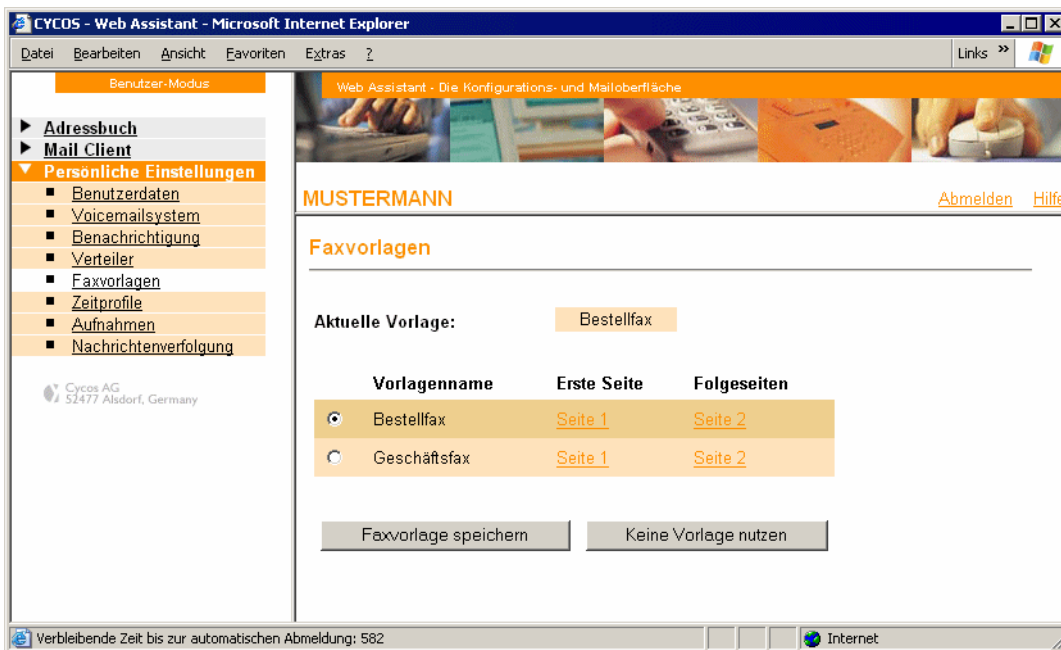 CYCOS - Web Assistant - Microsoft Internet Explorer
Datei Bearbeiten Ansicht Favoriten Extras ? Links »
Benutzer-Modus
Web Assistant - Die Konfigurations- und Mailoberfläche
Adressbuch
Mail Client
Persönliche Einstellungen
Benutzerdaten
Voicemailsystem
Benachrichtigung
Verteiler
Faxvorlagen
Zeitprofile
Aufnahmen
Nachrichtenverfolgung
Cycos AG
52477 Alsdorf, Germany
MUSTERMANN Abmelden Hilfe
Faxvorlagen
Aktuelle Vorlage: Bestellfax
Vorlagenname Erste Seite Folgeseiten
Bestellfax Seite 1 Seite 2
Geschäftsfax Seite 1 Seite 2
Faxvorlage speichern Keine Vorlage nutzen
Verbleibende Zeit bis zur automatischen Abmeldung: 582 Internet